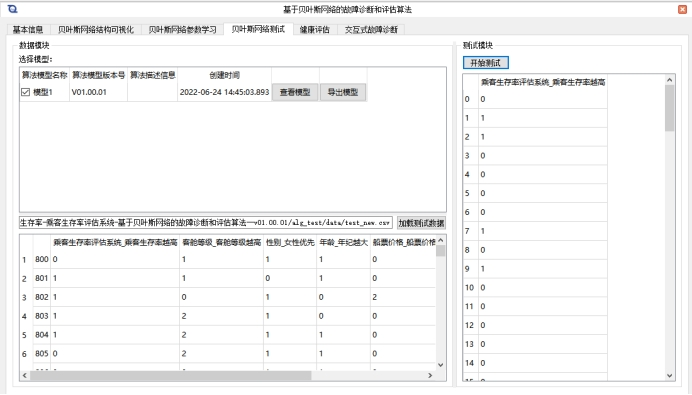 基于贝叶斯网络的故障诊断和评估算法
基本信息 贝叶斯网络结构可视化 贝叶斯网络参数学习 贝叶斯网络测试 健康评估 交互式故障诊断
数据模块
选择模型:
算法模型名称 算法模型版本号 算法描述信息 创建时间
模型1 V01.00.01 2022-06-24 14:45:03.893 查看模型 导出模型
生存率-乘客生存率评估系统-基于贝叶斯网络的故障诊断和评估算法—v01.00.01/alg_test/data/test_new.csv 加载测试数据
乘客生存率评估系统_乘客生存率越高 客舱等级_客舱等级越高 性别_女性优先 年龄_年纪越大 船票价格_船票价格
1 800 0 1 1 1 0
2 801 1 1 0 1 0
3 802 1 0 1 0 2
4 803 1 2 1 0 0
5 804 1 2 1 1 0
6 805 0 2 1 1 0
测试模块
开始测试
乘客生存率评估系统_乘客生存率越高
0 0
1 1
2 1
3 0
4 0
5 0
6 0
7 1
8 0
9 1
10 0
11 0
12 0
13 0
14 0